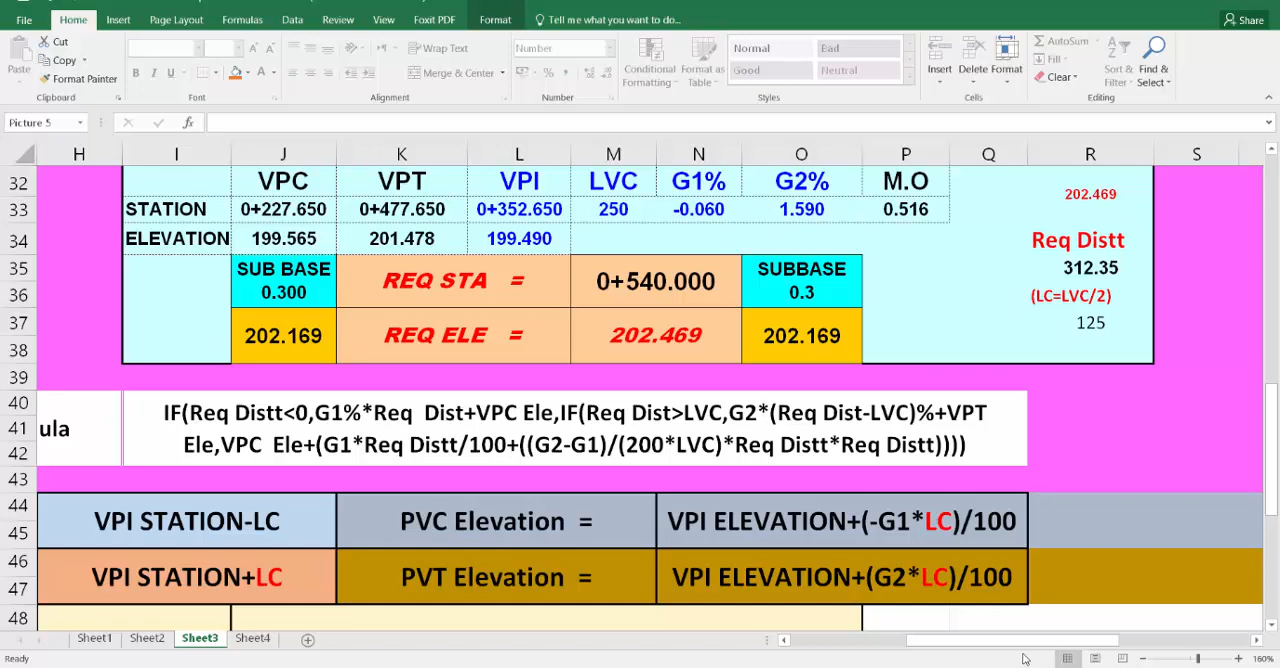 File Home Insert Page Layout Formulas Data Review View Foxit PDF Format Tell me what you want to do... Share
Cut
Copy
Format Painter
Paste
Wrap Text
Merge & Center
Number
Conditional Formatting
Format as Table
Normal Bad
Good Neutral
Insert Delete Format
AutoSum
Fill
Clear
Sort & Filter
Find & Select
Clipboard Font Alignment Number Styles Cells Editing
Picture 5 fx
H I J K L M N O P Q R S
32 VPC VPT VPI LVC G1% G2% M.O 202.469
33 STATION 0+227.650 0+477.650 0+352.650 250 -0.060 1.590 0.516
34 ELEVATION 199.565 201.478 199.490 Req Distt
35 SUB BASE REQ STA = 0+540.000 SUBBASE 312.35
36 0.300 0.3 (LC=LVC/2)
37 202.169 REQ ELE = 202.469 202.169 125
38
39
40 IF(Req Distt<0,G1%*Req Dist+VPC Ele,IF(Req Dist>LVC,G2*(Req Dist-LVC)%+VPT
41 ula
42 Ele,VPC Ele+(G1*Req Distt/100+((G2-G1)/(200*LVC)*Req Distt*Req Distt))))
43
44 VPI STATION-LC PVC Elevation = VPI ELEVATION+(-G1*LC)/100
45
46 VPI STATION+LC PVT Elevation = VPI ELEVATION+(G2*LC)/100
47
48
Sheet1 Sheet2 Sheet3 Sheet4
Ready 160%